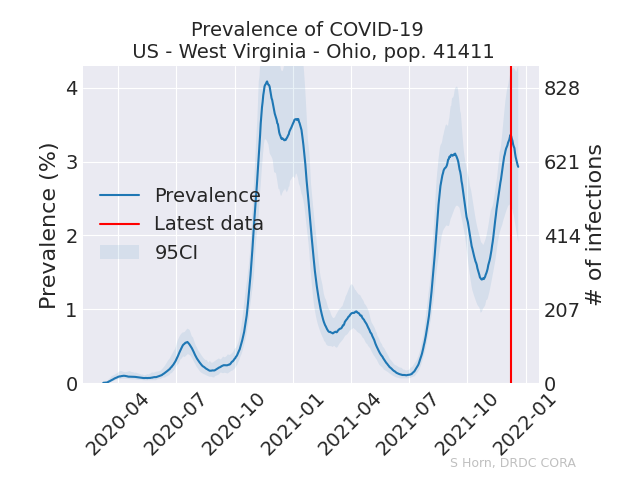 Prevalence of COVID-19
US - West Virginia - Ohio, pop. 41411
Prevalence (%)
4
3
2
1
0
Prevalence
Latest data
95CI
828
621
414
207
0
# of infections
2020-04
2020-07
2020-10
2021-01
2021-04
2021-07
2021-10
2022-01
S Horn, DRDC CORA